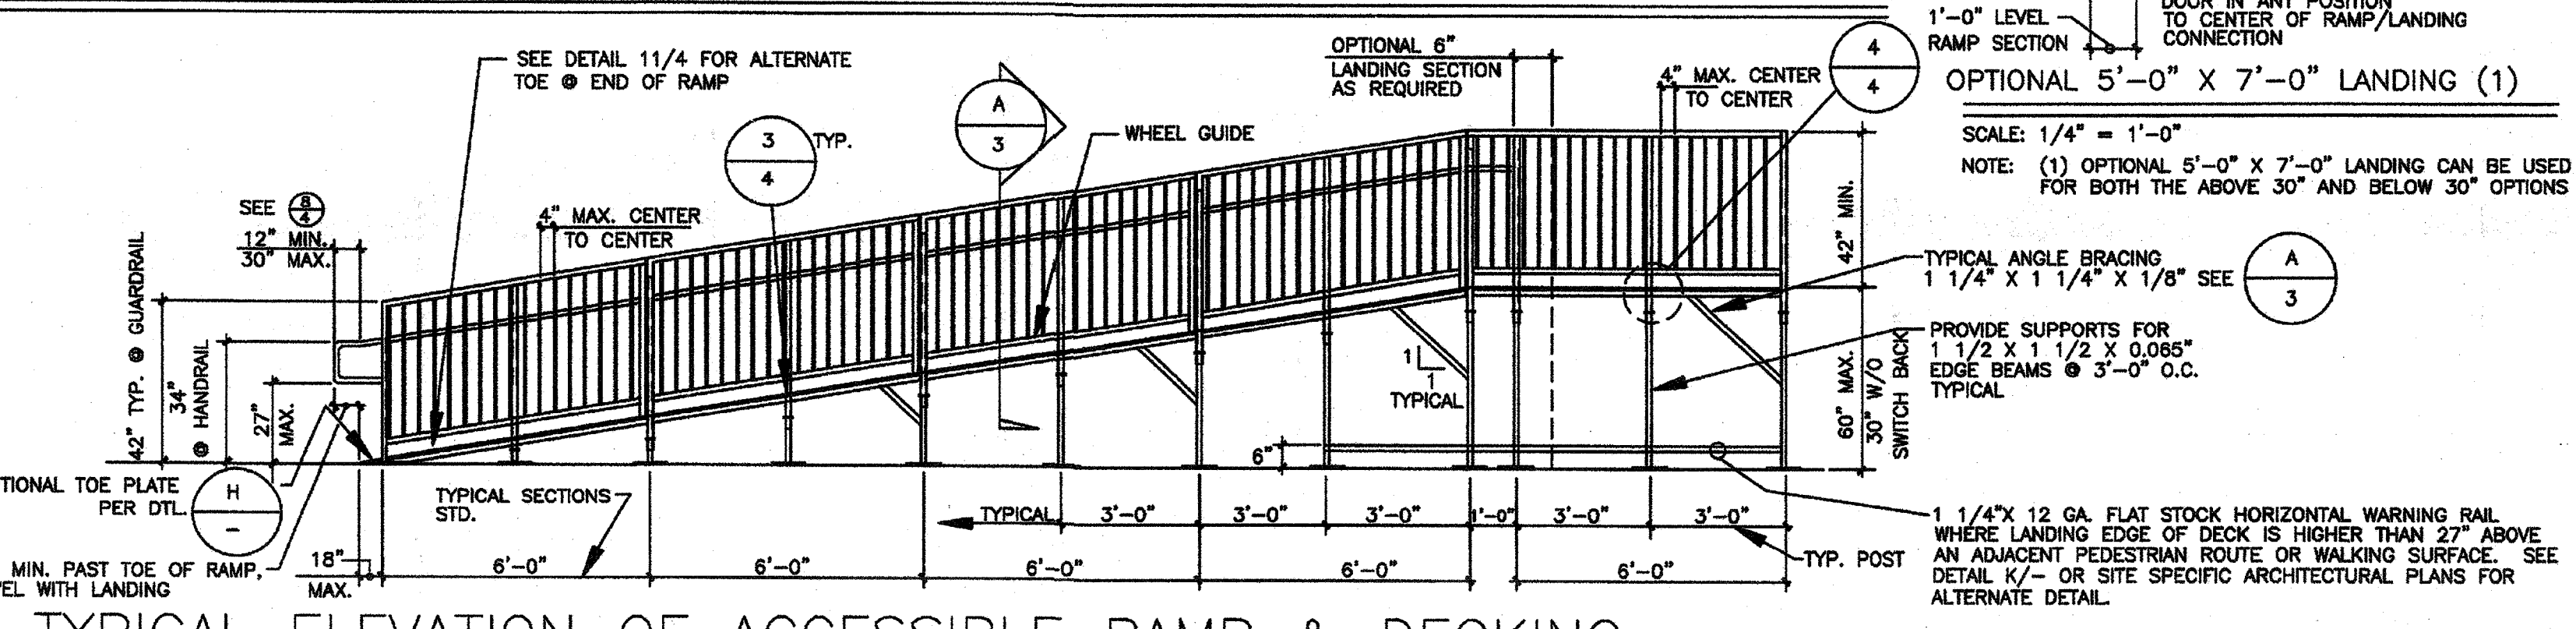 SEE DETAIL 11/4 FOR ALTERNATE
TOE @ END OF RAMP
3
4
TYP.
A
3
WHEEL GUIDE
OPTIONAL 6"
LANDING SECTION
AS REQUIRED
4" MAX. CENTER
TO CENTER
4
4
1'-0" LEVEL
RAMP SECTION
DOOR IN ANY POSITION
TO CENTER OF RAMP/LANDING
CONNECTION
OPTIONAL 5'-0" X 7'-0" LANDING (1)
SCALE: 1/4" = 1'-0"
NOTE: (1) OPTIONAL 5'-0" X 7'-0" LANDING CAN BE USED
FOR BOTH THE ABOVE 30" AND BELOW 30" OPTIONS
SEE 8/4
12" MIN.
30" MAX.
4" MAX. CENTER
TO CENTER
42" TYP. @ GUARDRAIL
34"
@ HANDRAIL
27"
MAX.
42" MIN.
60" MAX.
30" W/O
SWITCH BACK
TYPICAL ANGLE BRACING
1 1/4" X 1 1/4" X 1/8" SEE
A
3
PROVIDE SUPPORTS FOR
1 1/2 X 1 1/2 X 0.065"
EDGE BEAMS @ 3'-0" O.C.
TYPICAL
1
1
TYPICAL
6"
TIONAL TOE PLATE
PER DTL.
H
-
TYPICAL SECTIONS
STD.
TYPICAL
3'-0"
3'-0"
3'-0"
1'-0"
3'-0"
3'-0"
MIN. PAST TOE OF RAMP,
EL WITH LANDING
18"
MAX.
6'-0"
6'-0"
6'-0"
6'-0"
6'-0"
TYP. POST
1 1/4"X 12 GA. FLAT STOCK HORIZONTAL WARNING RAIL
WHERE LANDING EDGE OF DECK IS HIGHER THAN 27" ABOVE
AN ADJACENT PEDESTRIAN ROUTE OR WALKING SURFACE. SEE
DETAIL K/- OR SITE SPECIFIC ARCHITECTURAL PLANS FOR
ALTERNATE DETAIL.
TYPICAL ELEVATION OF ACCESSIBLE RAMP & DECKING